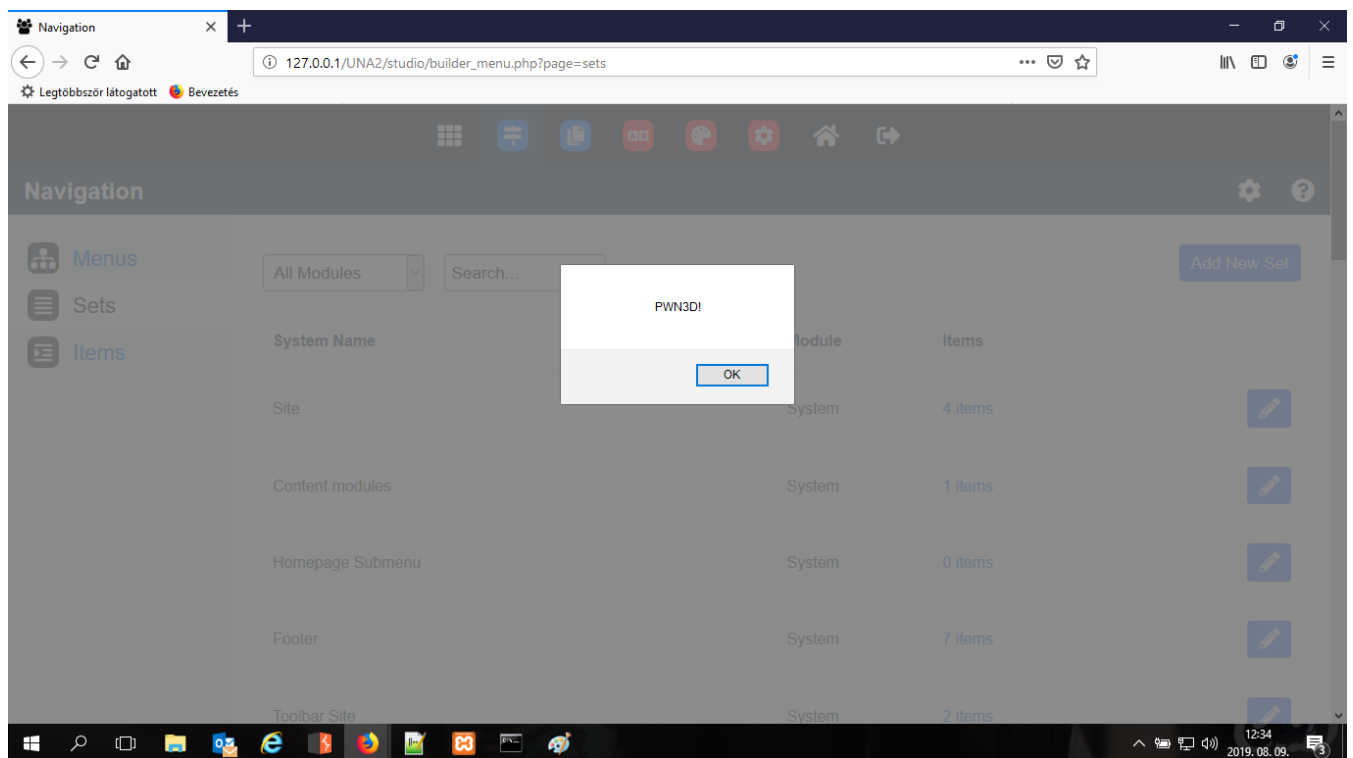 Navigation
127.0.0.1/UNA2/studio/builder_menu.php?page=sets
Legtöbbször látogatott Bevezetés
Navigation
Menus
Sets
Items
All Modules
Search...
Add New Set
System Name Module Items
PWN3D!
OK
Site System 4 items
Content modules System 1 items
Homepage Submenu System 0 items
Footer System 7 items
Toolbar Site System 2 items
12:34
2019. 08. 09.
3